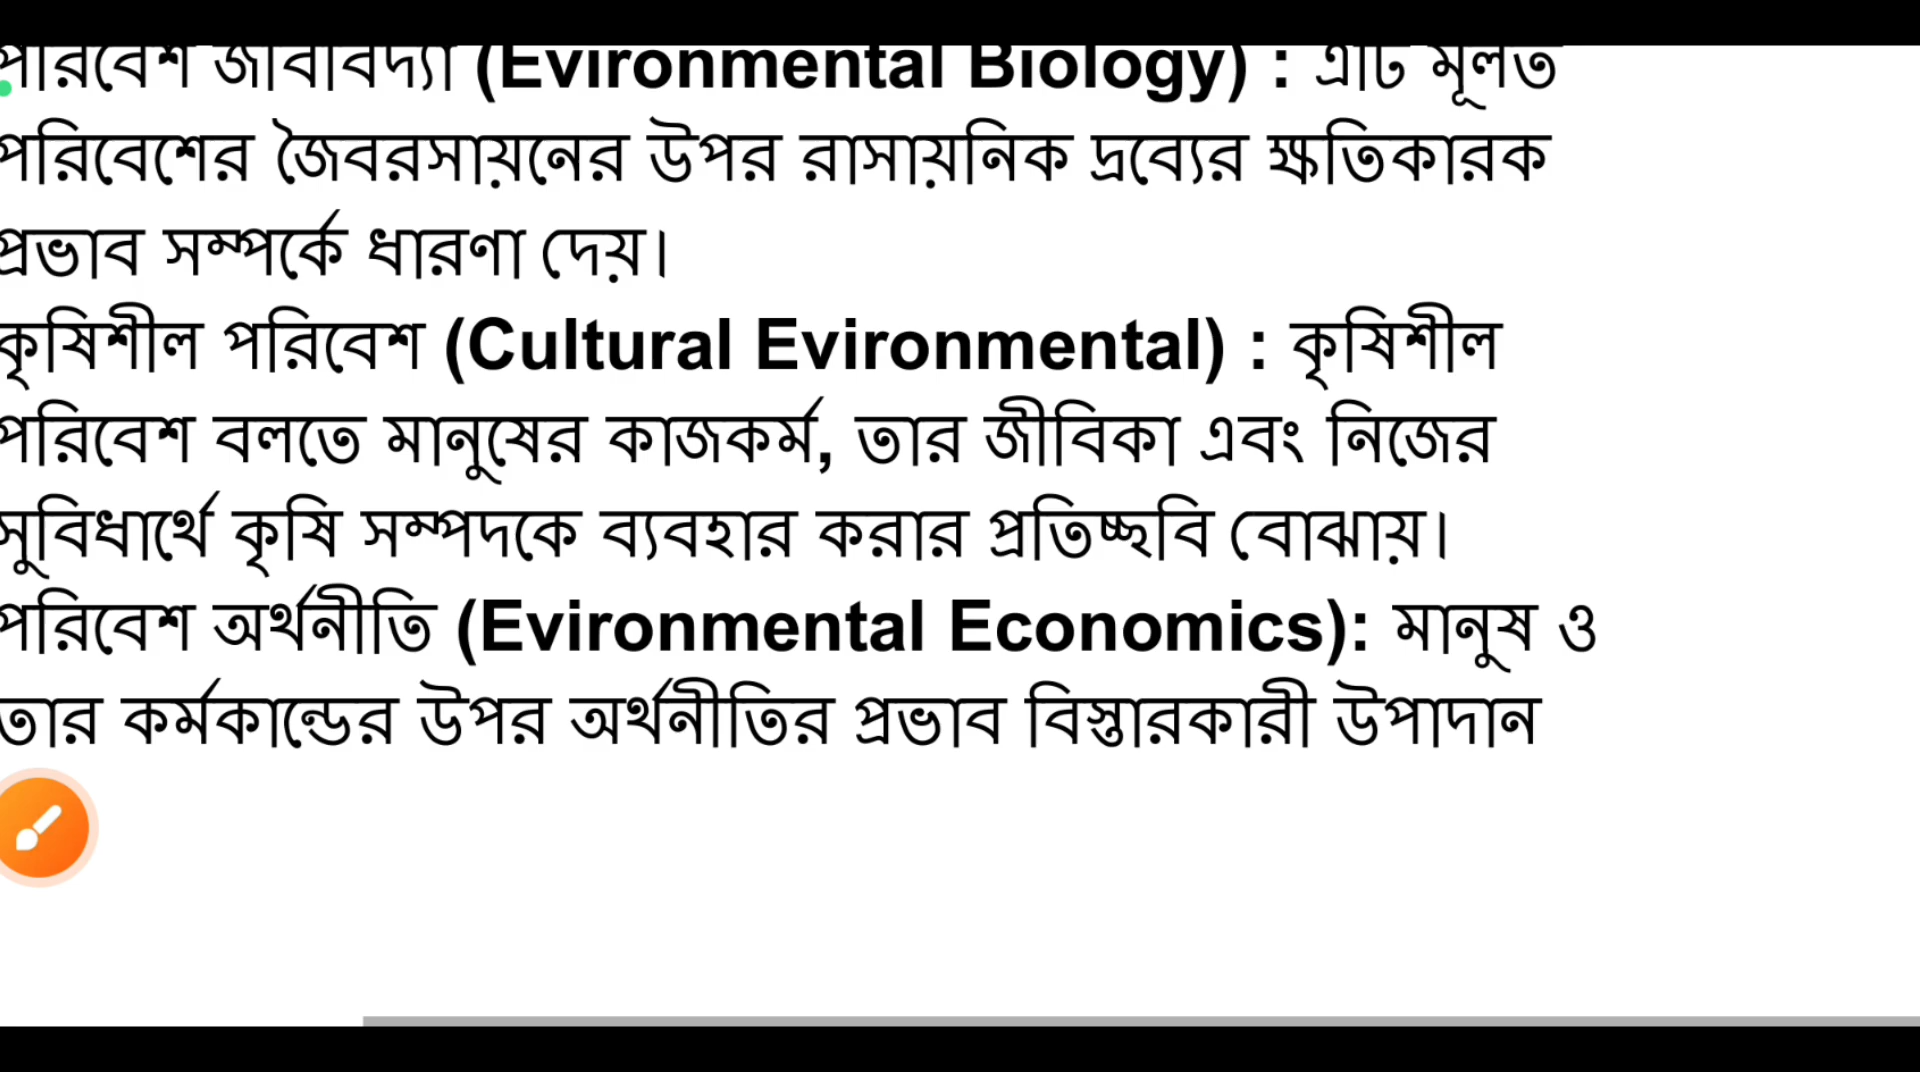 পরিবেশ জীববিদ্যা (Evironmental Biology) : এটি মূলত
পরিবেশের জৈবরসায়নের উপর রাসায়নিক দ্রব্যের ক্ষতিকারক
প্রভাব সম্পর্কে ধারণা দেয়।
কৃষিশীল পরিবেশ (Cultural Evironmental) : কৃষিশীল
পরিবেশ বলতে মানুষের কাজকর্ম, তার জীবিকা এবং নিজের
সুবিধার্থে কৃষি সম্পদকে ব্যবহার করার প্রতিচ্ছবি বোঝায়।
পরিবেশ অর্থনীতি (Evironmental Economics): মানুষ ও
তার কর্মকান্ডের উপর অর্থনীতির প্রভাব বিস্তারকারী উপাদান